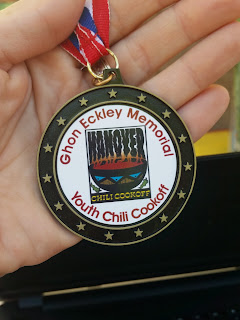 Ghon Eckley Memorial
HANOVER
CHILI COOKOFF
Youth Chili Cookoff